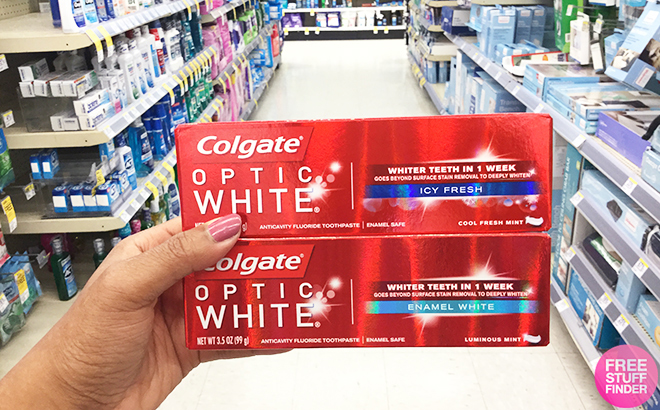 Colgate®
OPTIC
WHITE®
(99 g)
WHITER TEETH IN 1 WEEK
GOES BEYOND SURFACE STAIN REMOVAL TO DEEPLY WHITEN
ICY FRESH
ANTICAVITY FLUORIDE TOOTHPASTE | ENAMEL SAFE
COOL FRESH MINT
Colgate®
OPTIC
WHITE®
NET WT 3.5 OZ (99 g)
WHITER TEETH IN 1 WEEK
GOES BEYOND SURFACE STAIN REMOVAL TO DEEPLY WHITEN
ENAMEL WHITE
ANTICAVITY FLUORIDE TOOTHPASTE | ENAMEL SAFE
LUMINOUS MINT
FREE
STUFF
FINDER